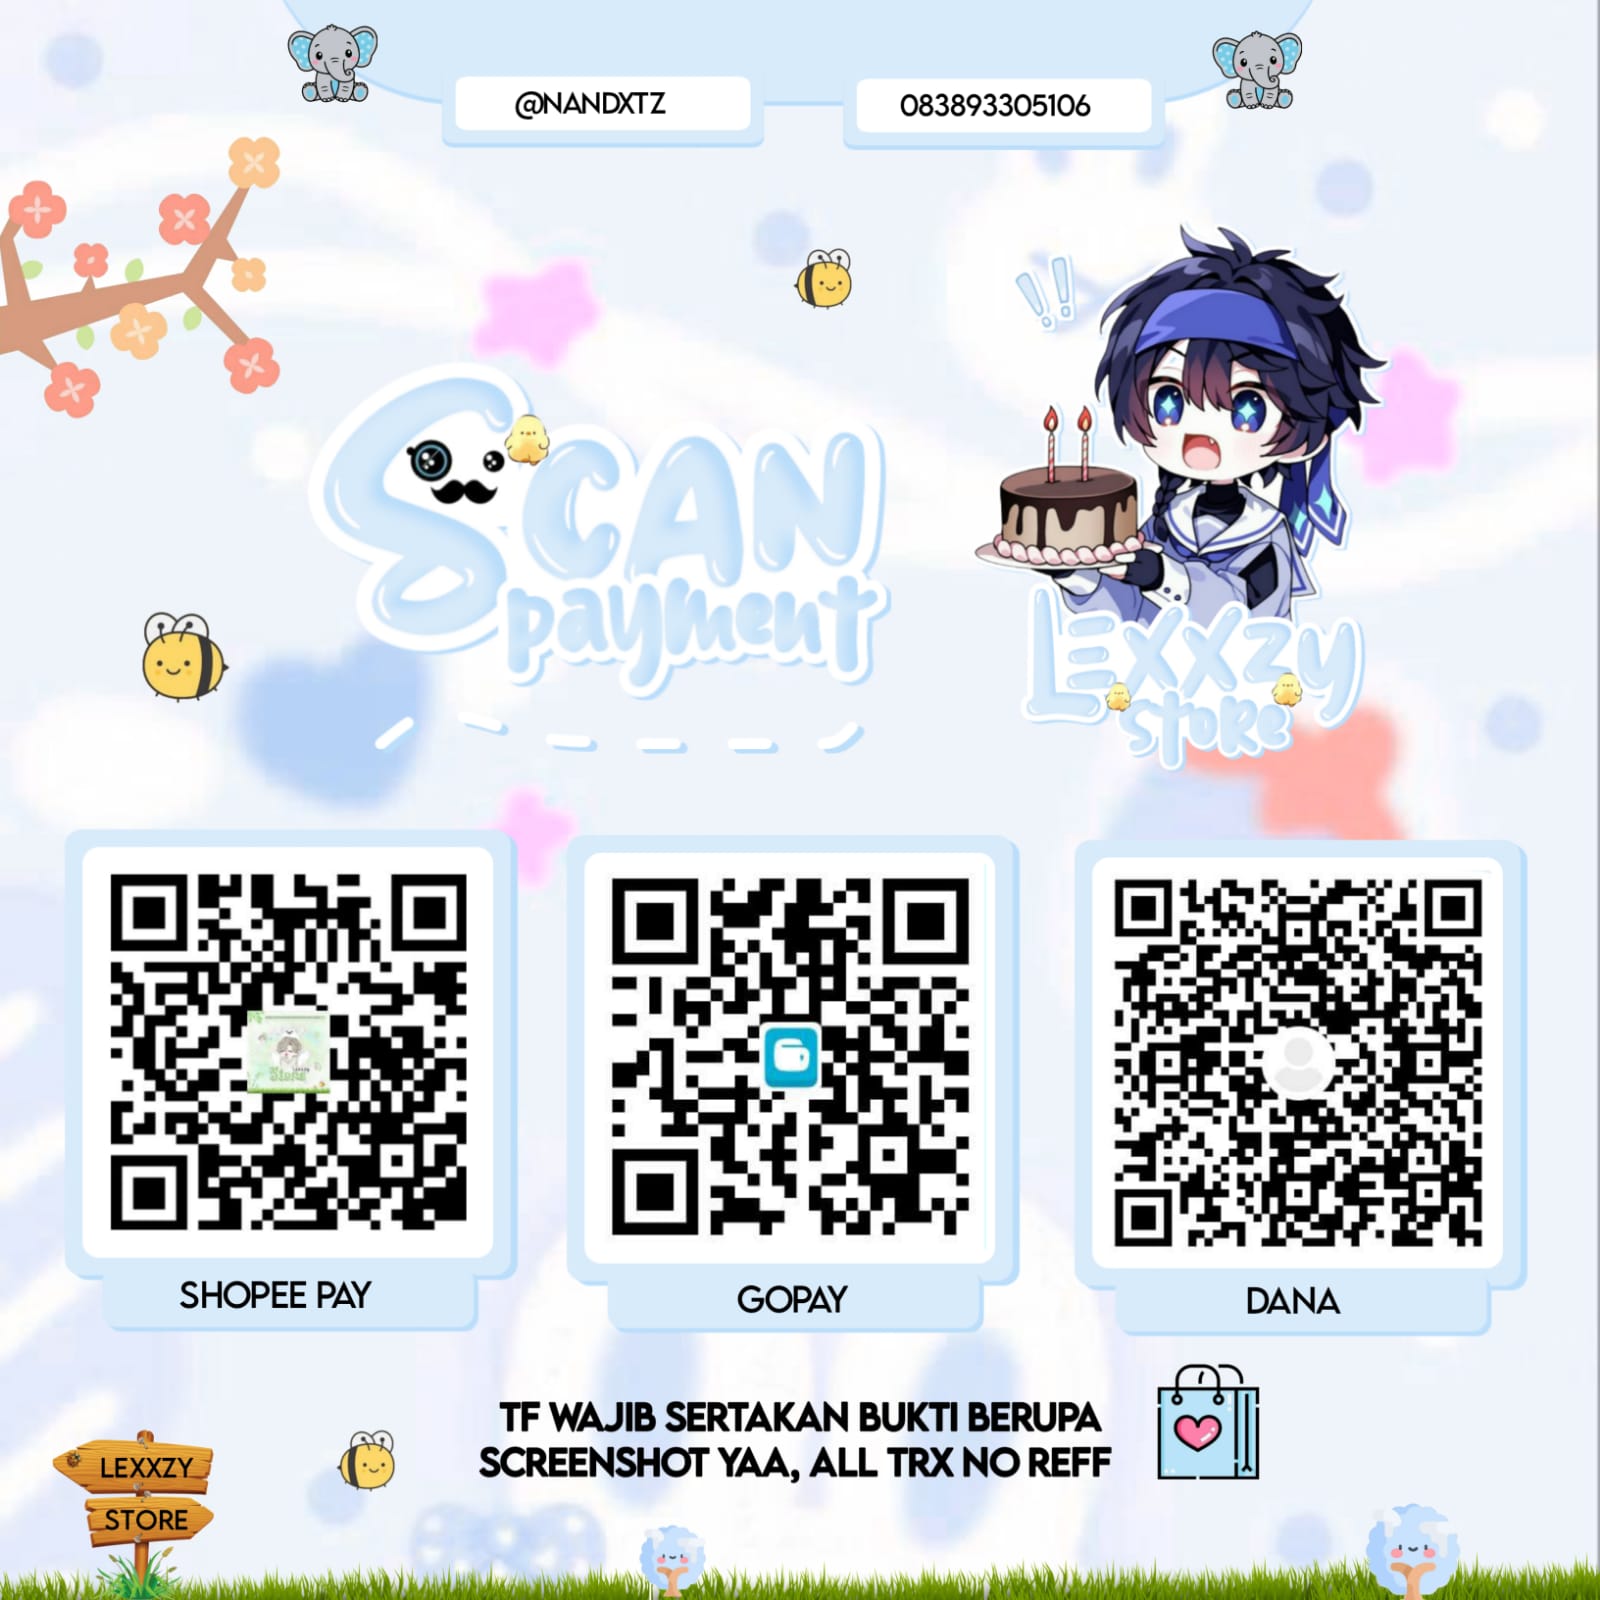 @NANDXTZ
083893305106
!!
SCAN
payment
LEXXZY
STORE
SHOPEE PAY
GOPAY
DANA
TF WAJIB SERTAKAN BUKTI BERUPA
SCREENSHOT YAA, ALL TRX NO REFF
LEXXZY
STORE